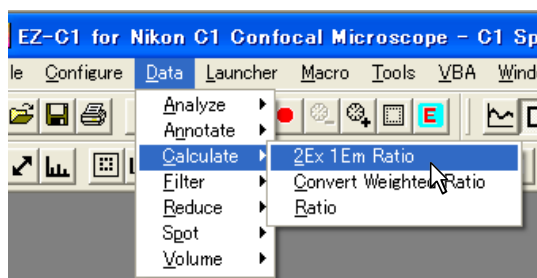 EZ-C1 for Nikon C1 Confocal Microscope - C1 Sp
le Configure Data Launcher Macro Tools VBA Wind
Analyze
Annotate
Calculate
Filter
Reduce
Spot
Volume
2Ex 1Em Ratio
Convert Weighted Ratio
Ratio
E